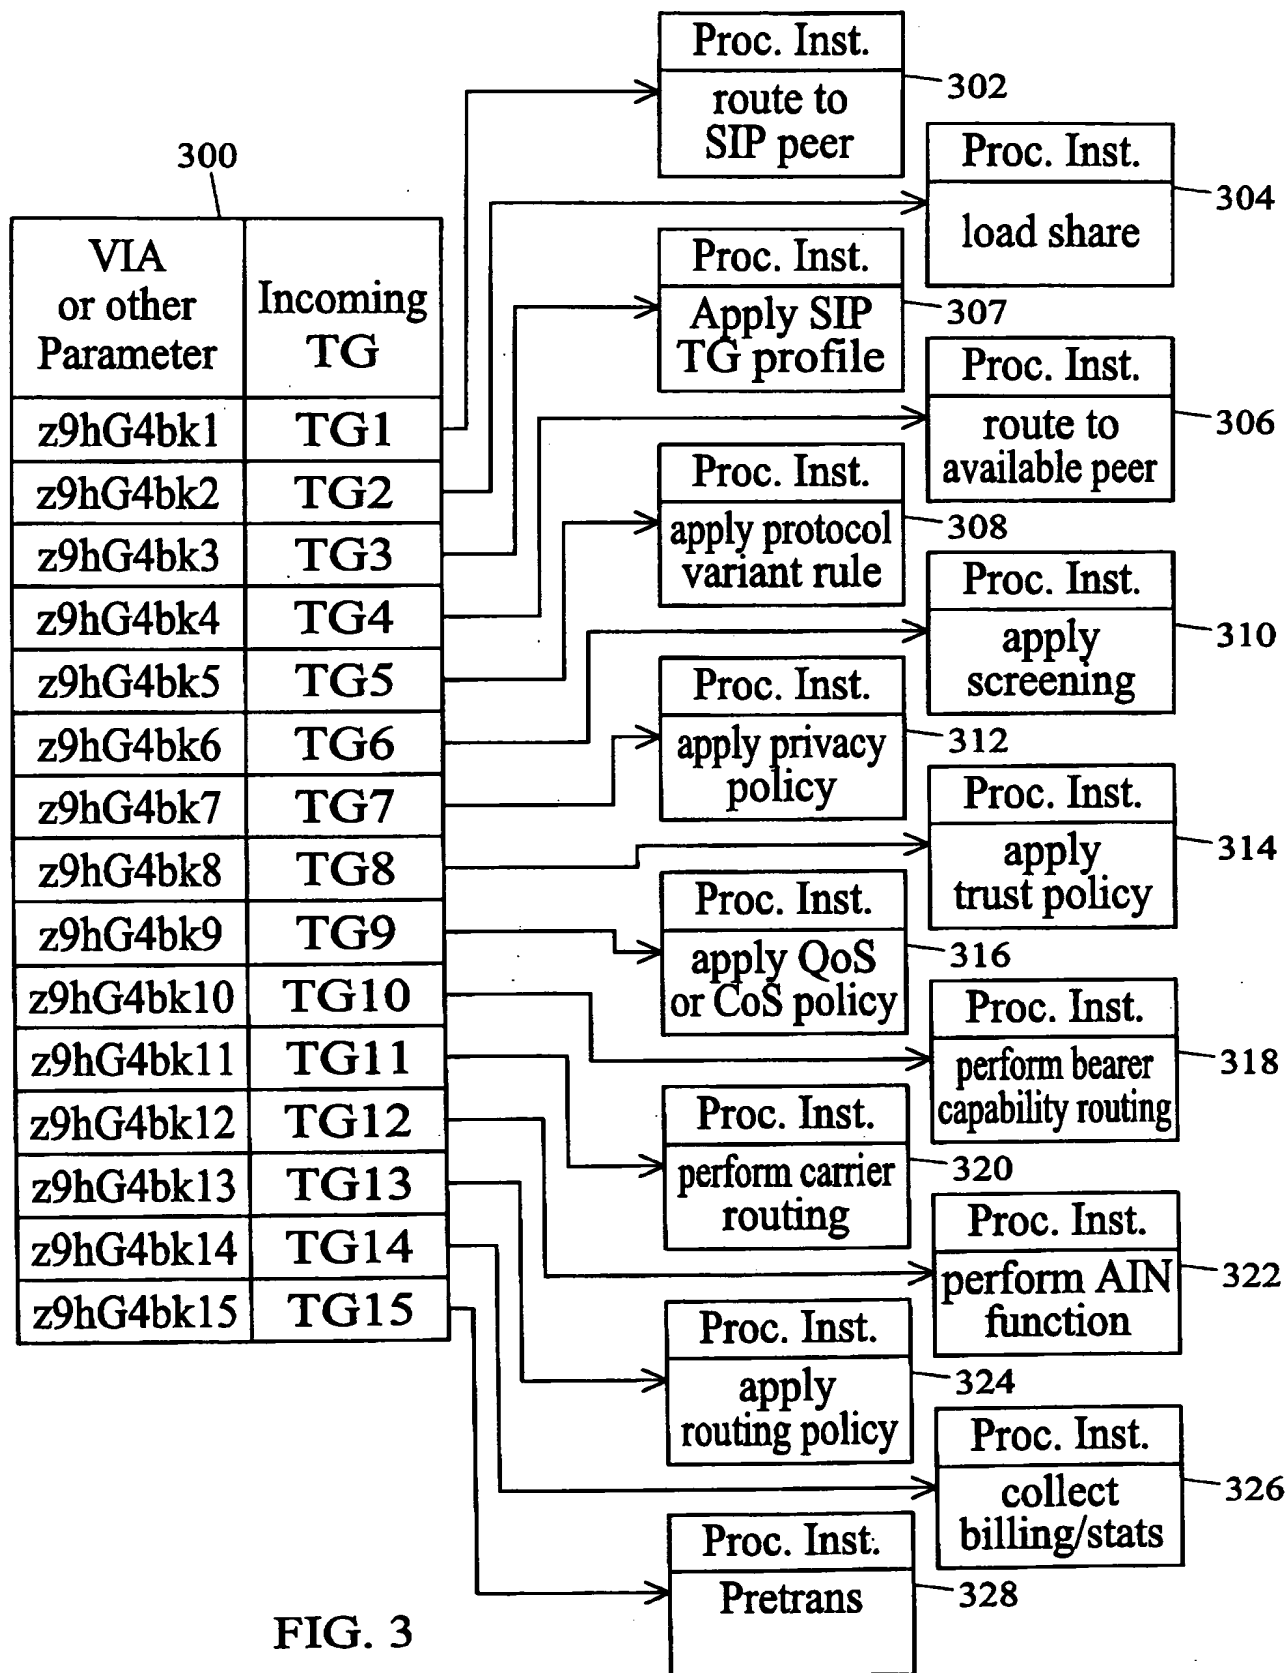 300
VIA
or other
Parameter
Incoming
TG
z9hG4bk1 TG1
z9hG4bk2 TG2
z9hG4bk3 TG3
z9hG4bk4 TG4
z9hG4bk5 TG5
z9hG4bk6 TG6
z9hG4bk7 TG7
z9hG4bk8 TG8
z9hG4bk9 TG9
z9hG4bk10 TG10
z9hG4bk11 TG11
z9hG4bk12 TG12
z9hG4bk13 TG13
z9hG4bk14 TG14
z9hG4bk15 TG15
Proc. Inst.
route to
SIP peer
302
Proc. Inst.
load share
304
Proc. Inst.
Apply SIP
TG profile
307
Proc. Inst.
route to
available peer
306
Proc. Inst.
apply protocol
variant rule
308
Proc. Inst.
apply
screening
310
Proc. Inst.
apply privacy
policy
312
Proc. Inst.
apply
trust policy
314
Proc. Inst.
apply QoS
or CoS policy
316
Proc. Inst.
perform bearer
capability routing
318
Proc. Inst.
perform carrier
routing
320
Proc. Inst.
perform AIN
function
322
Proc. Inst.
apply
routing policy
324
Proc. Inst.
collect
billing/stats
326
Proc. Inst.
Pretrans
328
FIG. 3